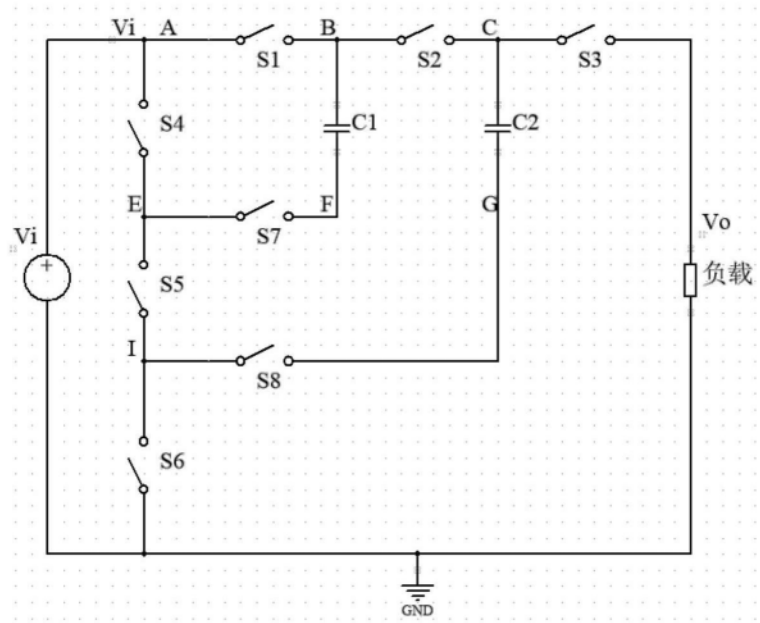 Vi A S1 B S2 C S3
S4 C1 C2
E S7 F G
Vi S5 Vo
负载
I S8
S6
GND